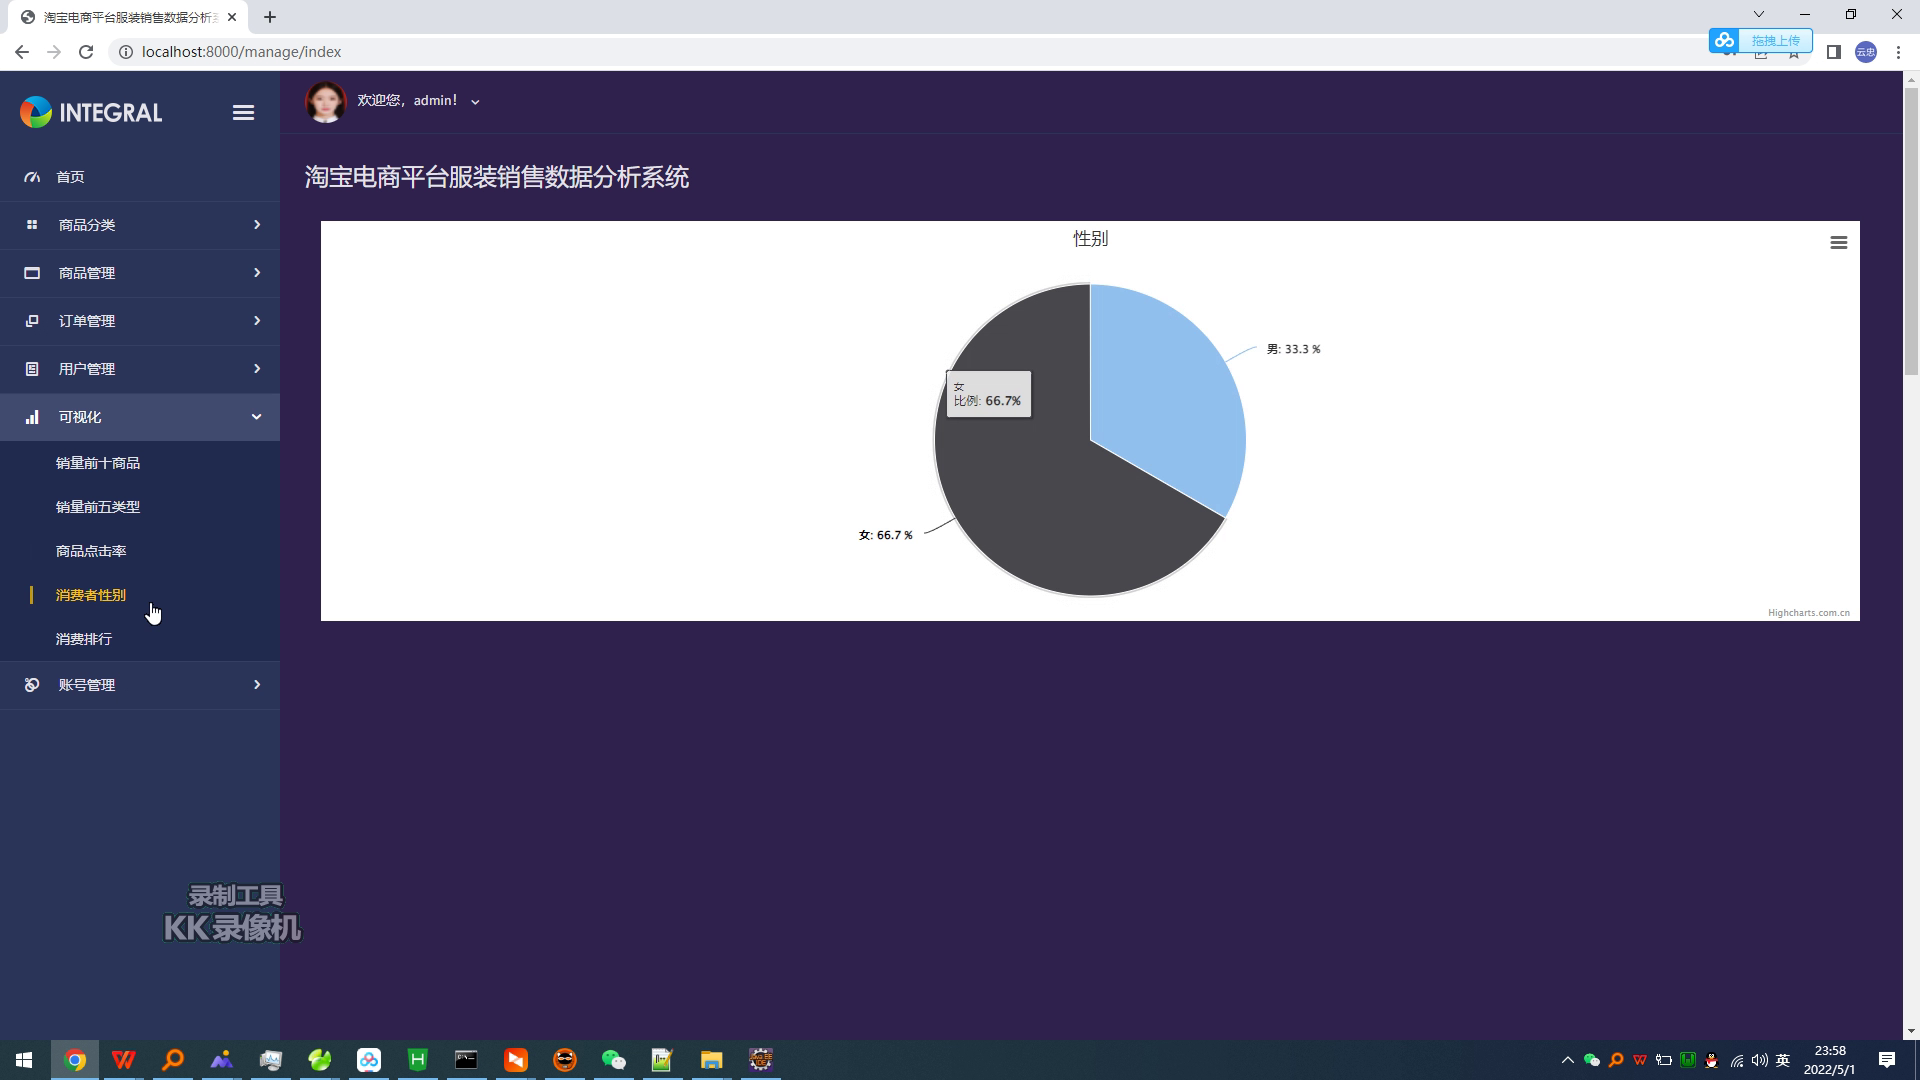 淘宝电商平台服装销售数据分析
localhost:8000/manage/index
拖拽上传
云忠
INTEGRAL
欢迎您，admin！
首页
淘宝电商平台服装销售数据分析系统
商品分类
商品管理
订单管理
用户管理
可视化
销量前十商品
销量前五类型
商品点击率
消费者性别
消费排行
账号管理
性别
男: 33.3 %
女
比例: 66.7%
女: 66.7 %
Highcharts.com.cn
录制工具
KK 录像机
英
23:58
2022/5/1